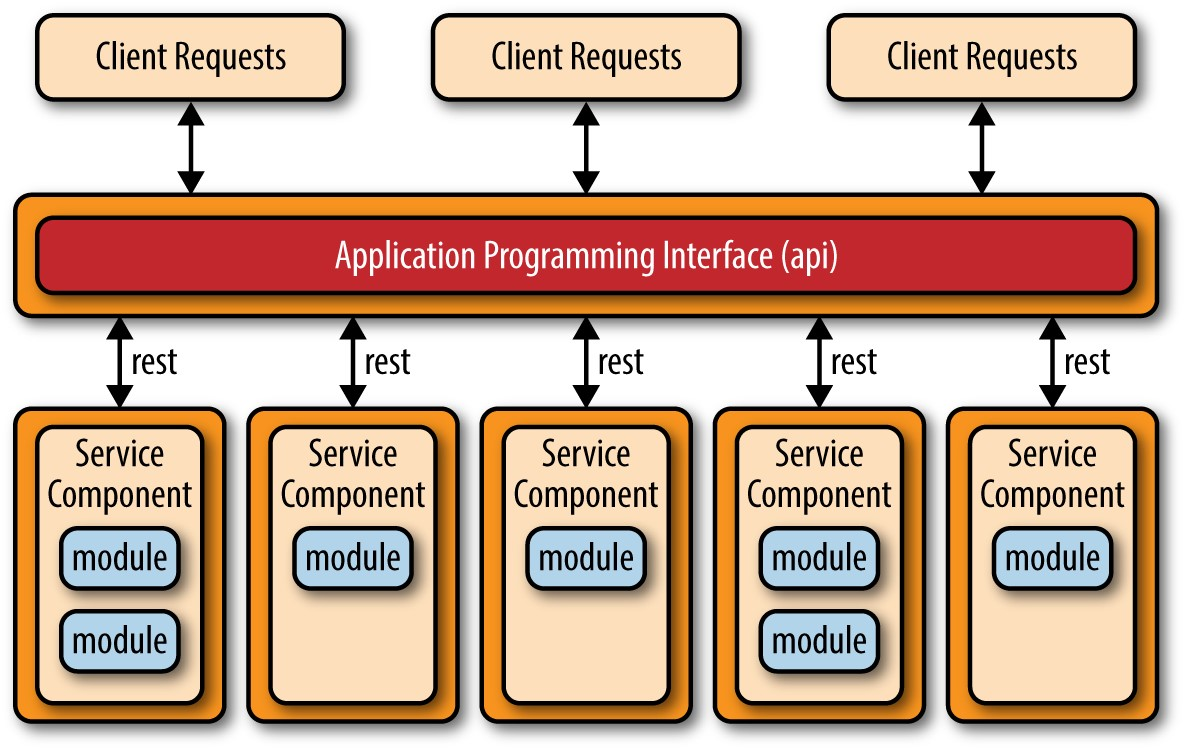 Client Requests
Client Requests
Client Requests
Application Programming Interface (api)
rest
rest
rest
rest
rest
Service
Component
module
module
Service
Component
module
Service
Component
module
Service
Component
module
module
Service
Component
module